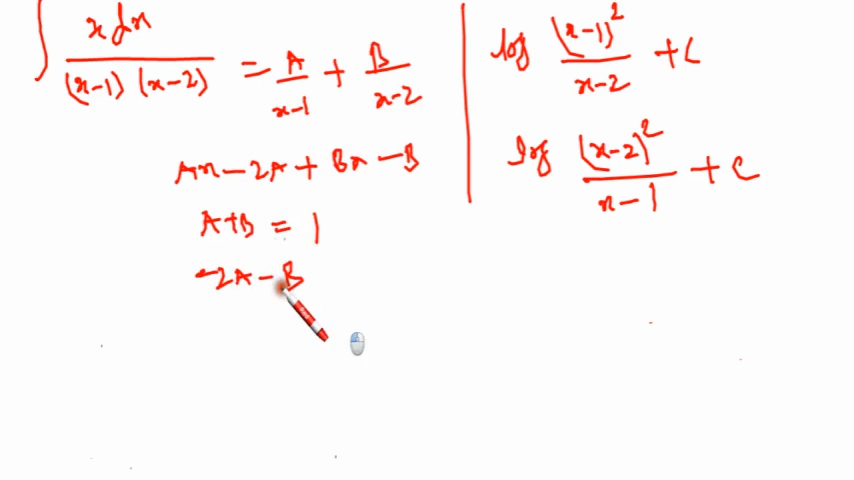 ∫ x dx / (x-1) (x-2) = A / x-1 + B / x-2
Ax - 2A + Bx - B
A+B = 1
-2A - B
log (x-1)² / x-2 + C
log (x-2)² / x-1 + C